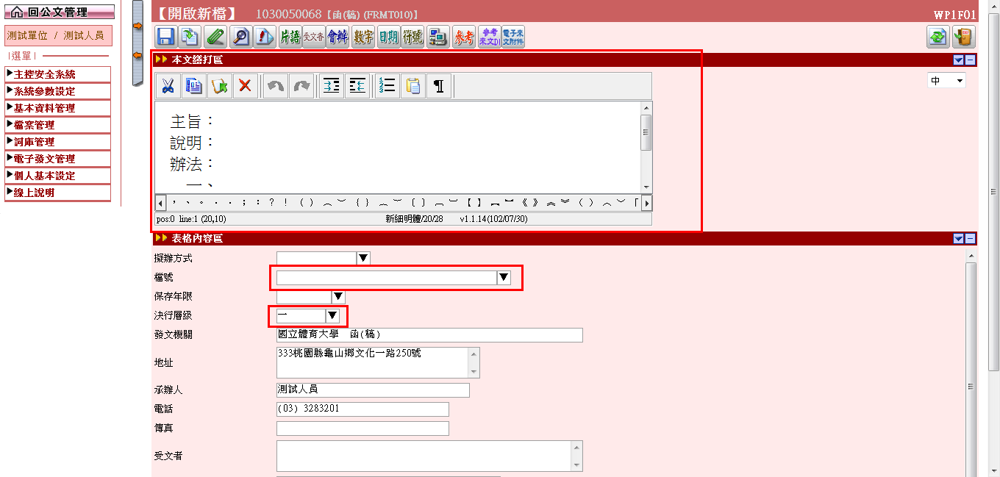 回公文管理
測試單位 / 測試人員
|選單|
主控安全系統
系統參數設定
基本資料管理
檔案管理
詞庫管理
電子發文管理
個人基本設定
線上說明
【開啟新檔】 1030050068【函(稿) (FRMT010)】 WP1F01
片語 受文者 會辦 數字 日期 符號 參考 參考來文DI 電子來文附件
本文繕打區
中
主旨：
說明：
辦法：
一、
pos:0 line:1 (20,10) 新細明體/20/28 v1.1.14(102/07/30)
表格內容區
擬辦方式
檔號
保存年限
決行層級 一
發文機關 國立體育大學 函(稿)
地址 333桃園縣龜山鄉文化一路250號
承辦人 測試人員
電話 (03) 3283201
傳真
受文者